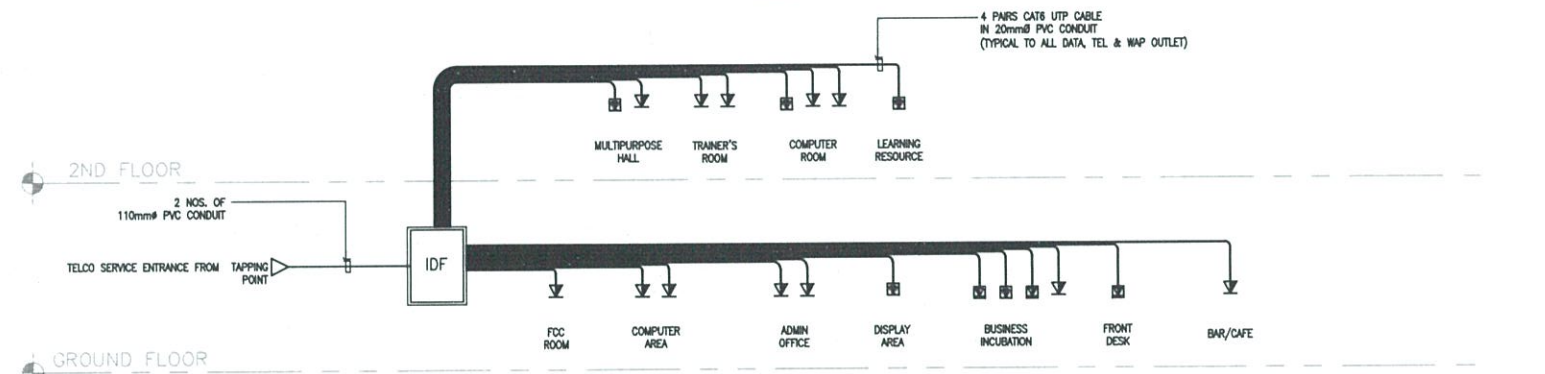 4 PAIRS CAT6 UTP CABLE
IN 20mmØ PVC CONDUIT
(TYPICAL TO ALL DATA, TEL & WAP OUTLET)
MULTIPURPOSE
HALL
TRAINER'S
ROOM
COMPUTER
ROOM
LEARNING
RESOURCE
2ND FLOOR
2 NOS. OF
110mmØ PVC CONDUIT
TELCO SERVICE ENTRANCE FROM TAPPING
POINT
IDF
FCC
ROOM
COMPUTER
AREA
ADMIN
OFFICE
DISPLAY
AREA
BUSINESS
INCUBATION
FRONT
DESK
BAR/CAFE
GROUND FLOOR